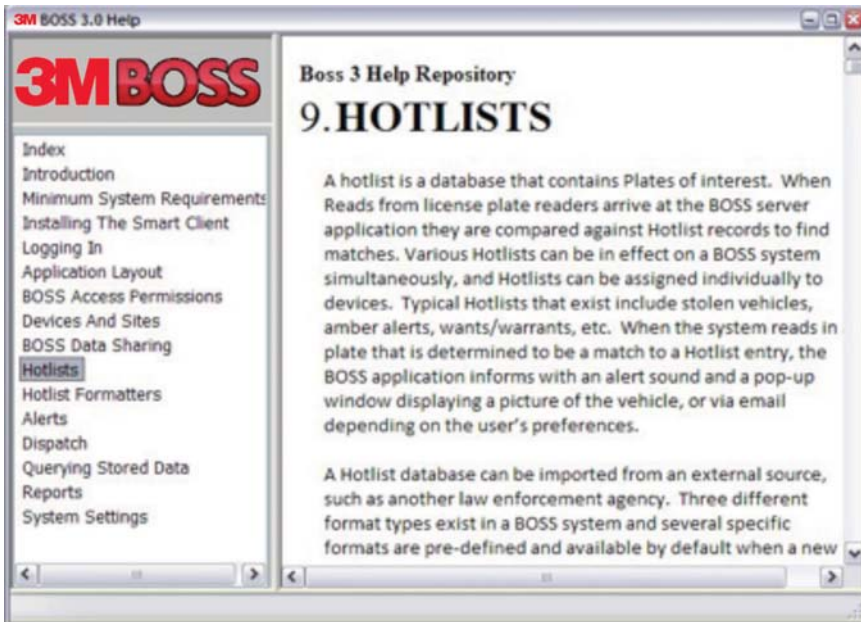 3M BOSS 3.0 Help
3M BOSS
Index
Introduction
Minimum System Requirements
Installing The Smart Client
Logging In
Application Layout
BOSS Access Permissions
Devices And Sites
BOSS Data Sharing
Hotlists
Hotlist Formatters
Alerts
Dispatch
Querying Stored Data
Reports
System Settings
Boss 3 Help Repository
9.HOTLISTS
A hotlist is a database that contains Plates of interest. When
Reads from license plate readers arrive at the BOSS server
application they are compared against Hotlist records to find
matches. Various Hotlists can be in effect on a BOSS system
simultaneously, and Hotlists can be assigned individually to
devices. Typical Hotlists that exist include stolen vehicles,
amber alerts, wants/warrants, etc. When the system reads in
plate that is determined to be a match to a Hotlist entry, the
BOSS application informs with an alert sound and a pop-up
window displaying a picture of the vehicle, or via email
depending on the user's preferences.
A Hotlist database can be imported from an external source,
such as another law enforcement agency. Three different
format types exist in a BOSS system and several specific
formats are pre-defined and available by default when a new